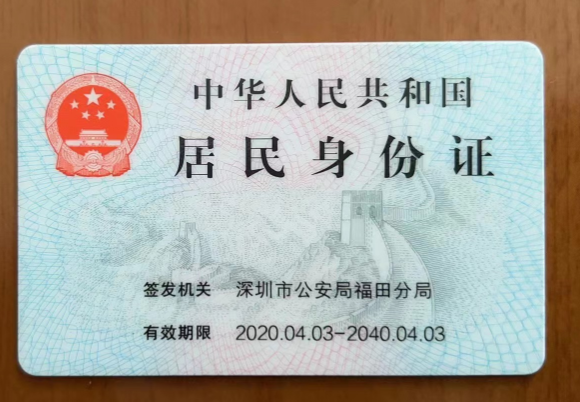 中华人民共和国
居民身份证
签发机关 深圳市公安局福田分局
有效期限 2020.04.03-2040.04.03